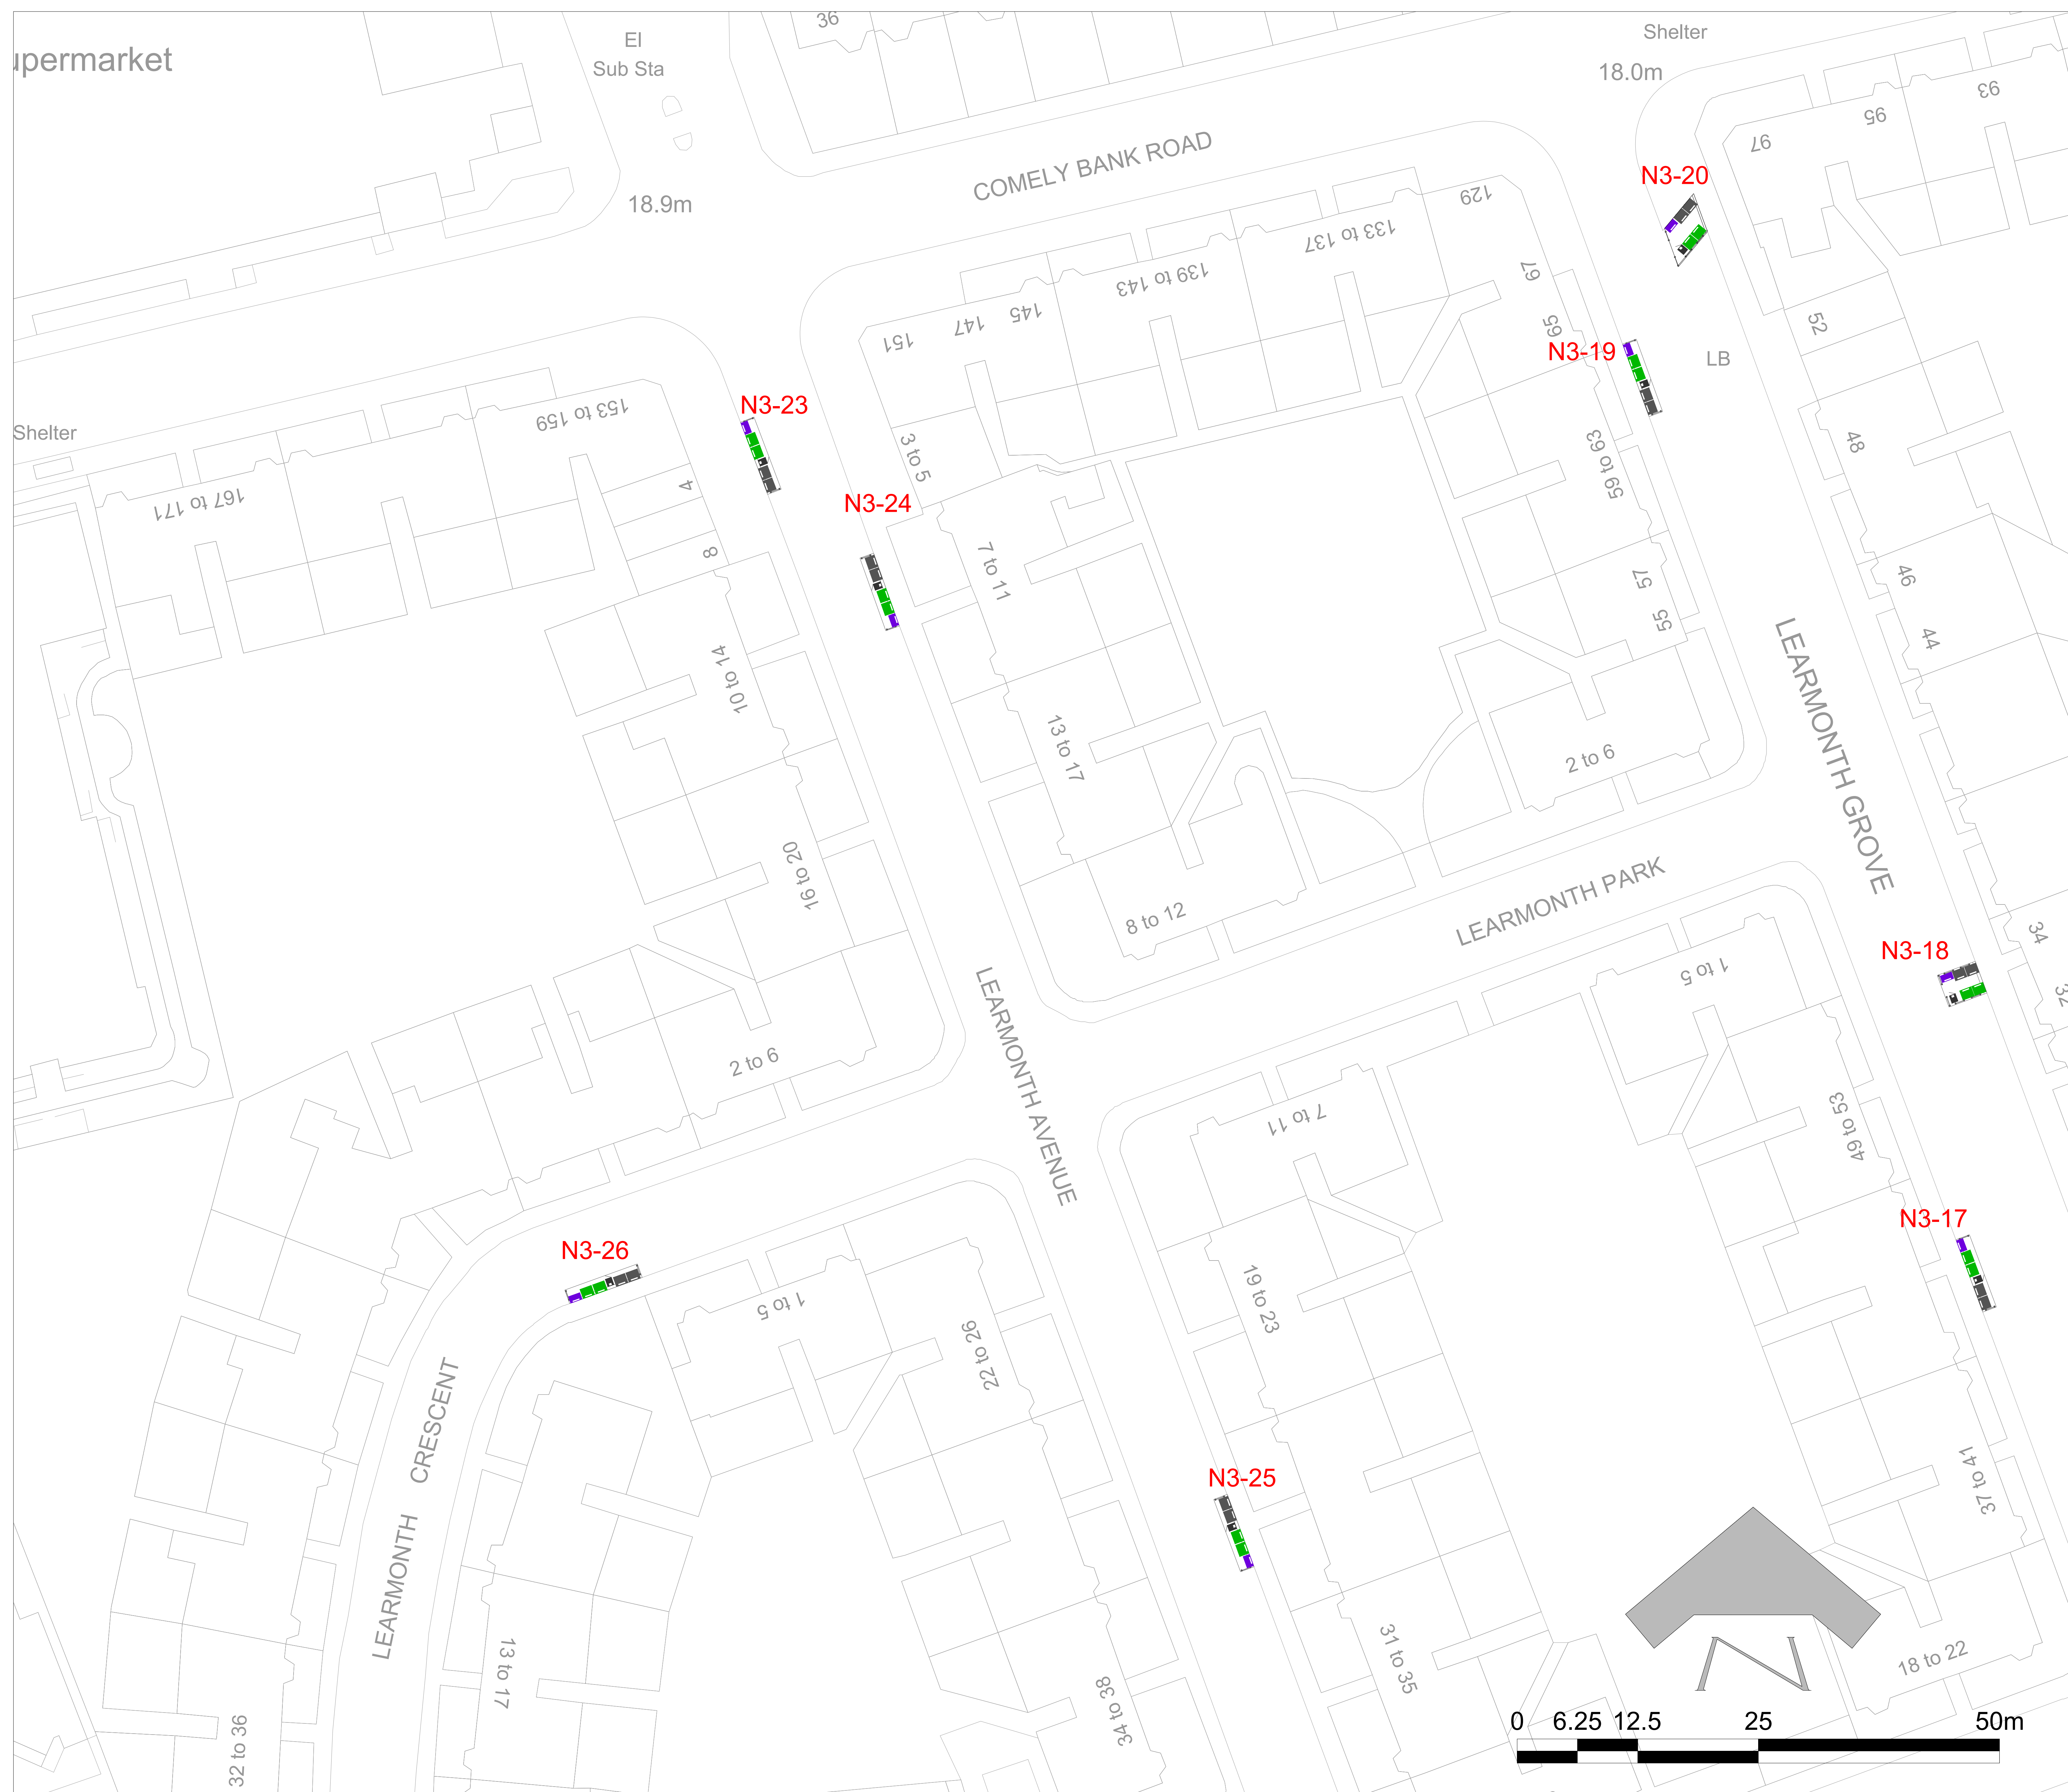 36
El
Sub Sta
Shelter
18.0m
upermarket
93
95
97
COMELY BANK ROAD
N3-20
18.9m
129
133 to 137
139 to 143
145
147
151
67
65
52
N3-19
LB
N3-23
153 to 159
Shelter
3 to 5
59 to 63
48
167 to 171
4
8
N3-24
7 to 11
57
55
46
44
10 to 14
13 to 17
2 to 6
LEARMONTH GROVE
16 to 20
8 to 12
LEARMONTH PARK
34
N3-18
1 to 5
32
2 to 6
LEARMONTH AVENUE
7 to 11
49 to 53
N3-17
N3-26
1 to 5
19 to 23
22 to 26
LEARMONTH CRESCENT
N3-25
37 to 41
13 to 17
31 to 35
34 to 38
18 to 22
32 to 36
N
0 6.25 12.5 25 50m